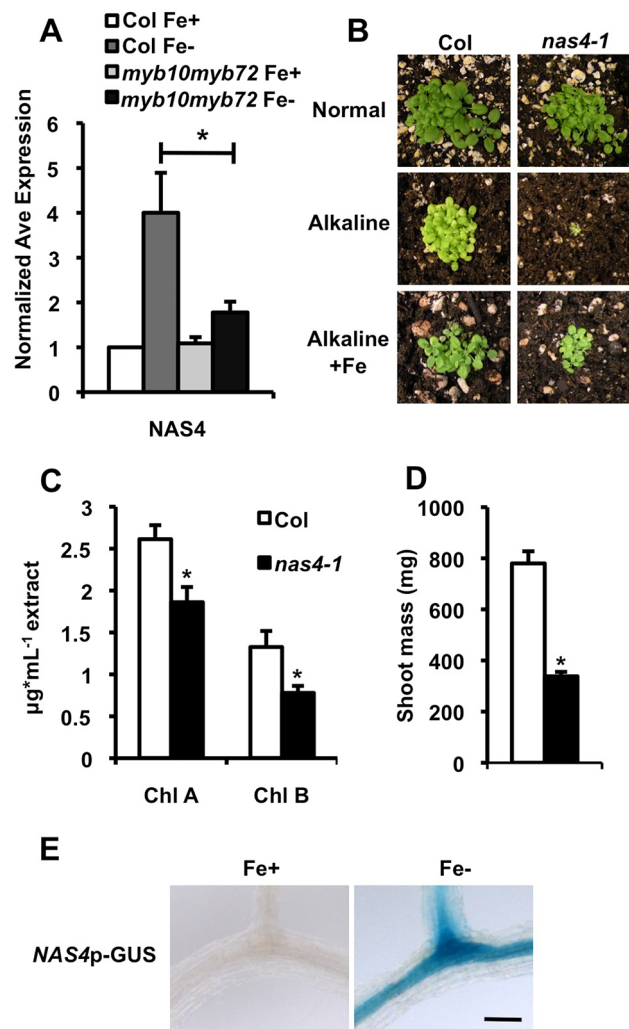 A
Col Fe+
Col Fe-
myb10myb72 Fe+
myb10myb72 Fe-
Normalized Ave Expression
6
5
4
3
2
1
0
*
NAS4
B
Col
nas4-1
Normal
Alkaline
Alkaline
+Fe
C
µg*mL-1 extract
3
2.5
2
1.5
1
0.5
0
Col
nas4-1
*
*
Chl A
Chl B
D
Shoot mass (mg)
1000
800
600
400
200
0
*
E
Fe+
Fe-
NAS4p-GUS